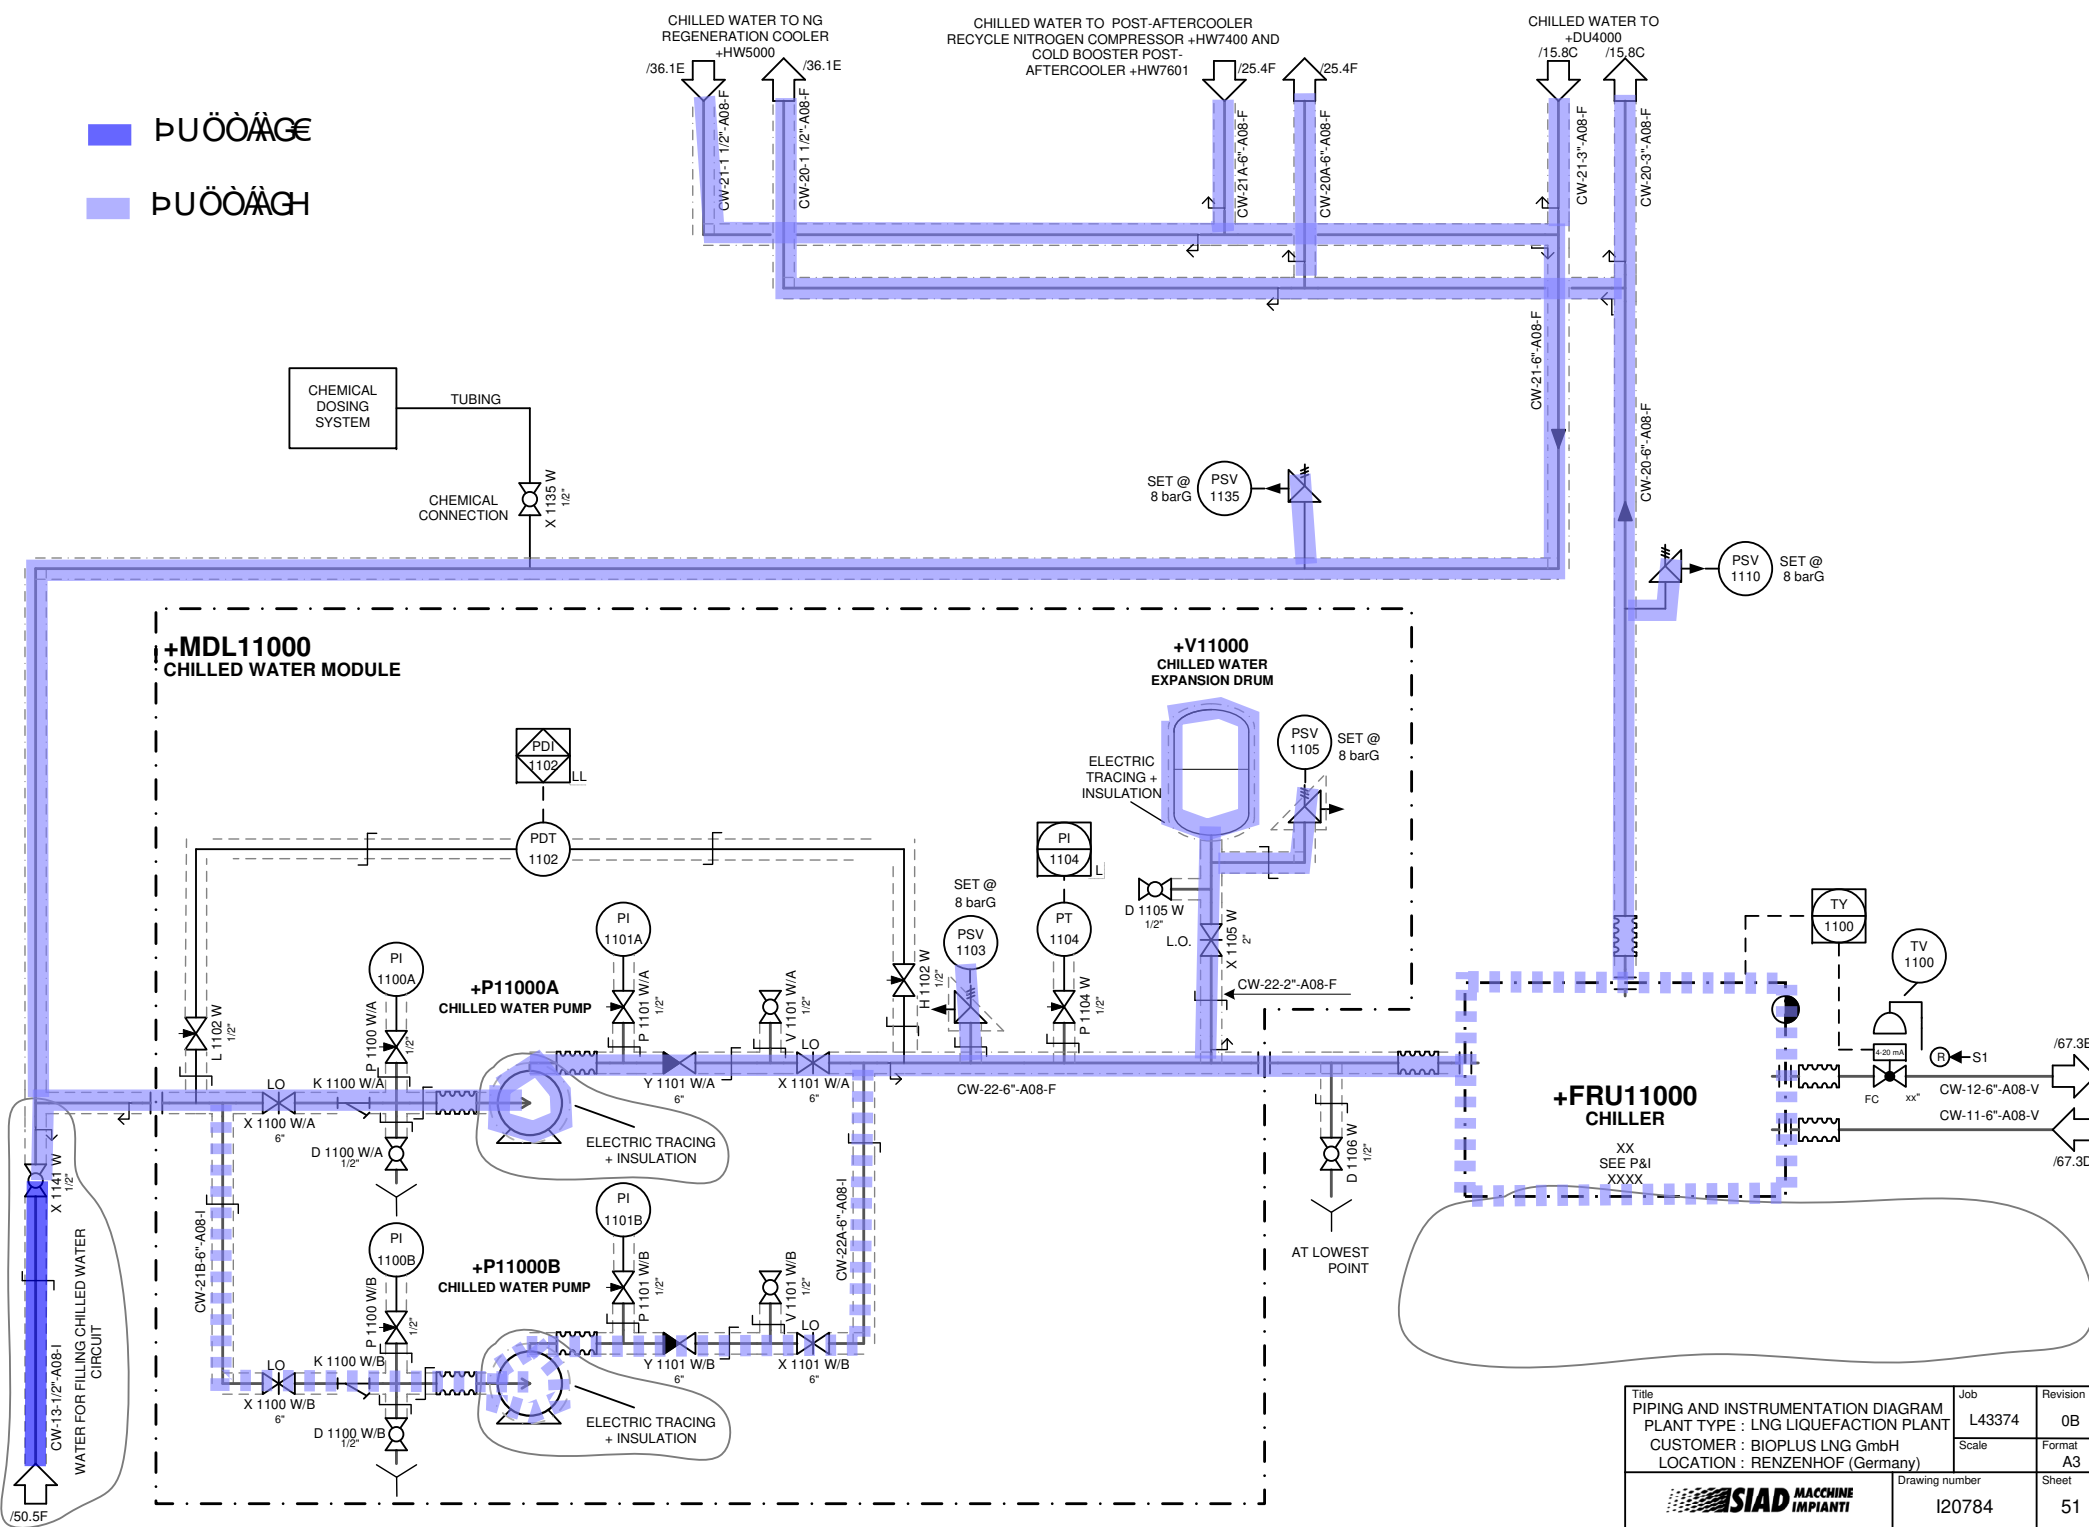 CHILLED WATER TO NG
REGENERATION COOLER
+HW5000
/36.1E
/36.1E
CHILLED WATER TO  POST-AFTERCOOLER
RECYCLE NITROGEN COMPRESSOR +HW7400 AND
COLD BOOSTER POST-
AFTERCOOLER +HW7601
/25.4F
/25.4F
CHILLED WATER TO
+DU4000
/15.8C
/15.8C
CW-21-1 1/2"-A08-F
CW-20-1 1/2"-A08-F
CW-21A-6"-A08-F
CW-20A-6"-A08-F
CW-21-3"-A08-F
CW-20-3"-A08-F
CW-21-6"-A08-F
CW-20-6"-A08-F
CHEMICAL
DOSING
SYSTEM
TUBING
CHEMICAL
CONNECTION
X 1135 W
1/2"
SET @
8 barG
PSV
1135
PSV
1110
SET @
8 barG
+MDL11000
CHILLED WATER MODULE
+V11000
CHILLED WATER
EXPANSION DRUM
PDI
1102
LL
PDT
1102
ELECTRIC
TRACING +
INSULATION
PSV
1105
SET @
8 barG
PI
1104
L
PT
1104
P 1104 W
1/2"
D 1105 W
1/2"
L.O.
X 1105 W
2"
CW-22-2"-A08-F
SET @
8 barG
PSV
1103
H 1102 W
1/2"
L 1102 W
1/2"
PI
1100A
P 1100 W/A
1/2"
PI
1101A
P 1101 W/A
1/2"
V 1101 W/A
+P11000A
CHILLED WATER PUMP
LO
X 1100 W/A
6"
K 1100 W/A
D 1100 W/A
1/2"
Y 1101 W/A
6"
LO
X 1101 W/A
6"
CW-22-6"-A08-F
ELECTRIC TRACING
+ INSULATION
PI
1100B
P 1100 W/B
1/2"
PI
1101B
P 1101 W/B
1/2"
V 1101 W/B
+P11000B
CHILLED WATER PUMP
LO
X 1100 W/B
6"
K 1100 W/B
D 1100 W/B
1/2"
Y 1101 W/B
6"
LO
X 1101 W/B
6"
ELECTRIC TRACING
+ INSULATION
CW-21B-6"-A08-I
CW-22A-6"-A08-I
X 1141 W
1/2"
CW-13-1/2"-A08-I
WATER FOR FILLING CHILLED WATER
CIRCUIT
/50.5F
D 1106 W
1/2"
AT LOWEST
POINT
+FRU11000
CHILLER
XX
SEE P&I
XXXX
TY
1100
TV
1100
4-20 mA
R
S1
FC
xx"
CW-12-6"-A08-V
CW-11-6"-A08-V
/67.3E
/67.3D
Title
PIPING AND INSTRUMENTATION DIAGRAM
PLANT TYPE : LNG LIQUEFACTION PLANT
CUSTOMER : BIOPLUS LNG GmbH
LOCATION : RENZENHOF (Germany)
Job
L43374
Revision
0B
Scale
Format
A3
SIAD MACCHINE
IMPIANTI
Drawing number
I20784
Sheet
51